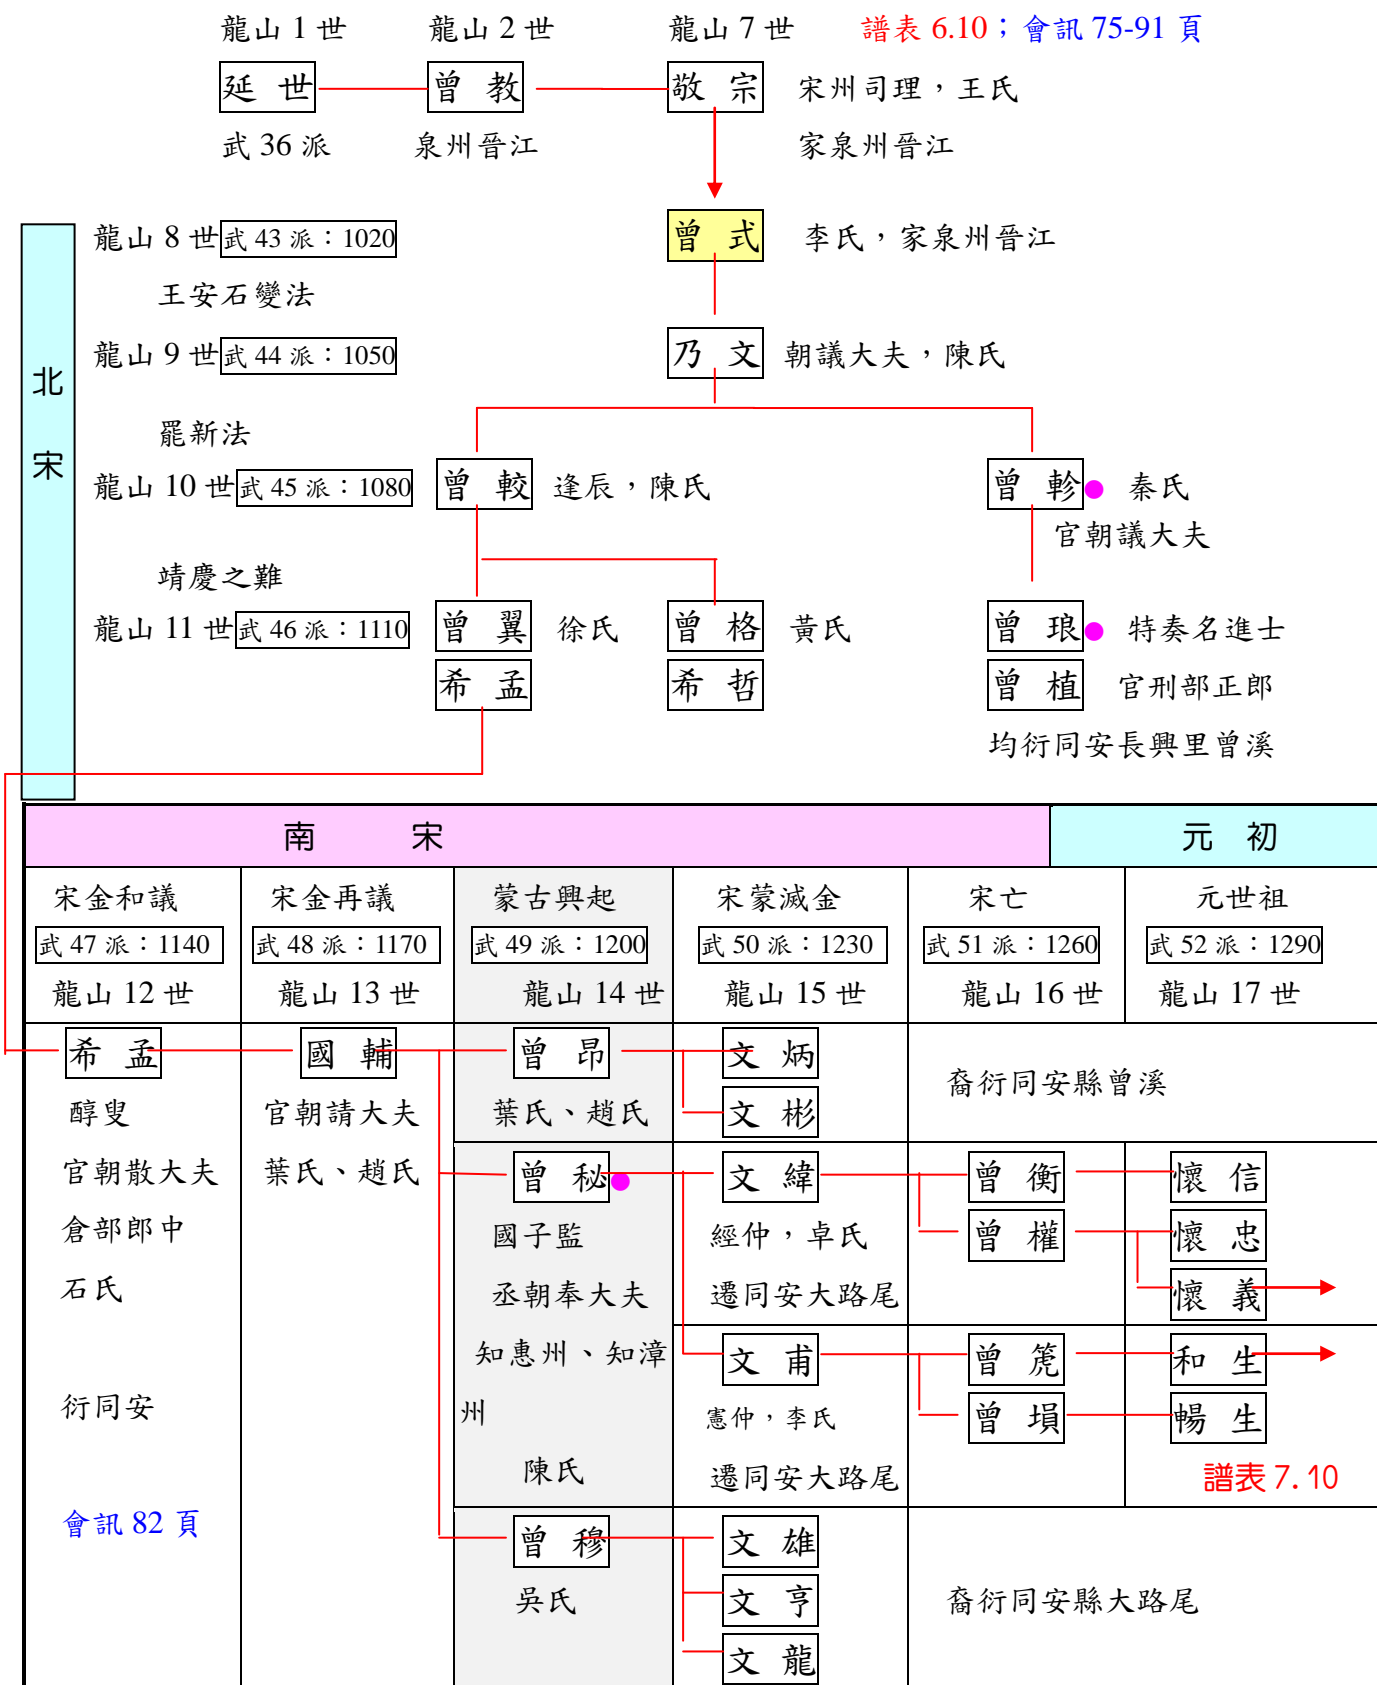 龍山 1 世 龍山 2 世 龍山 7 世 譜表 6.10；會訊 75-91 頁
延 世 曾 教 敬 宗 宋州司理，王氏
武 36 派 泉州晉江 家泉州晉江
北宋
龍山 8 世 武 43 派：1020 曾 式 李氏，家泉州晉江
王安石變法
龍山 9 世 武 44 派：1050 乃 文 朝議大夫，陳氏
罷新法
龍山 10 世 武 45 派：1080 曾 較 逢辰，陳氏 曾 軫 秦氏
官朝議大夫
靖慶之難
龍山 11 世 武 46 派：1110 曾 翼 徐氏 曾 格 黃氏 曾 琅 特奏名進士
希 孟 希 哲 曾 植 官刑部正郎
均衍同安長興里曾溪
南 宋 元 初
宋金和議 宋金再議 蒙古興起 宋蒙滅金 宋亡 元世祖
武 47 派：1140 武 48 派：1170 武 49 派：1200 武 50 派：1230 武 51 派：1260 武 52 派：1290
龍山 12 世 龍山 13 世 龍山 14 世 龍山 15 世 龍山 16 世 龍山 17 世
希 孟 國 輔 曾 昂 文 炳
裔衍同安縣曾溪
醇叟 官朝請大夫 葉氏、趙氏 文 彬
官朝散大夫 葉氏、趙氏 曾 秘 文 緯 曾 衡 懷 信
倉部郎中 國子監 經仲，卓氏 曾 權 懷 忠
石氏 丞朝奉大夫 遷同安大路尾 懷 義
知惠州、知漳 文 甫 曾 箎 和 生
衍同安 州 憲仲，李氏 曾 塤 暢 生
陳氏 遷同安大路尾 譜表 7.10
會訊 82 頁 曾 穆 文 雄
吳氏 文 亨 裔衍同安縣大路尾
文 龍